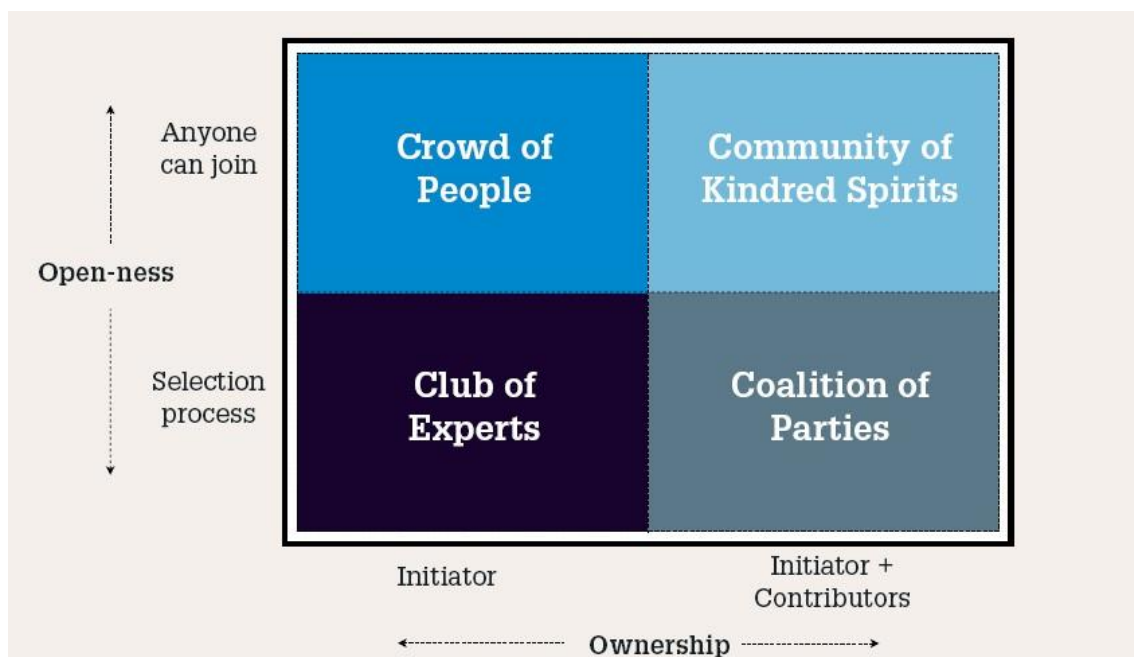 Anyone
can join
Crowd of
People
Community of
Kindred Spirits
Open-ness
Selection
process
Club of
Experts
Coalition of
Parties
Initiator
Initiator +
Contributors
Ownership